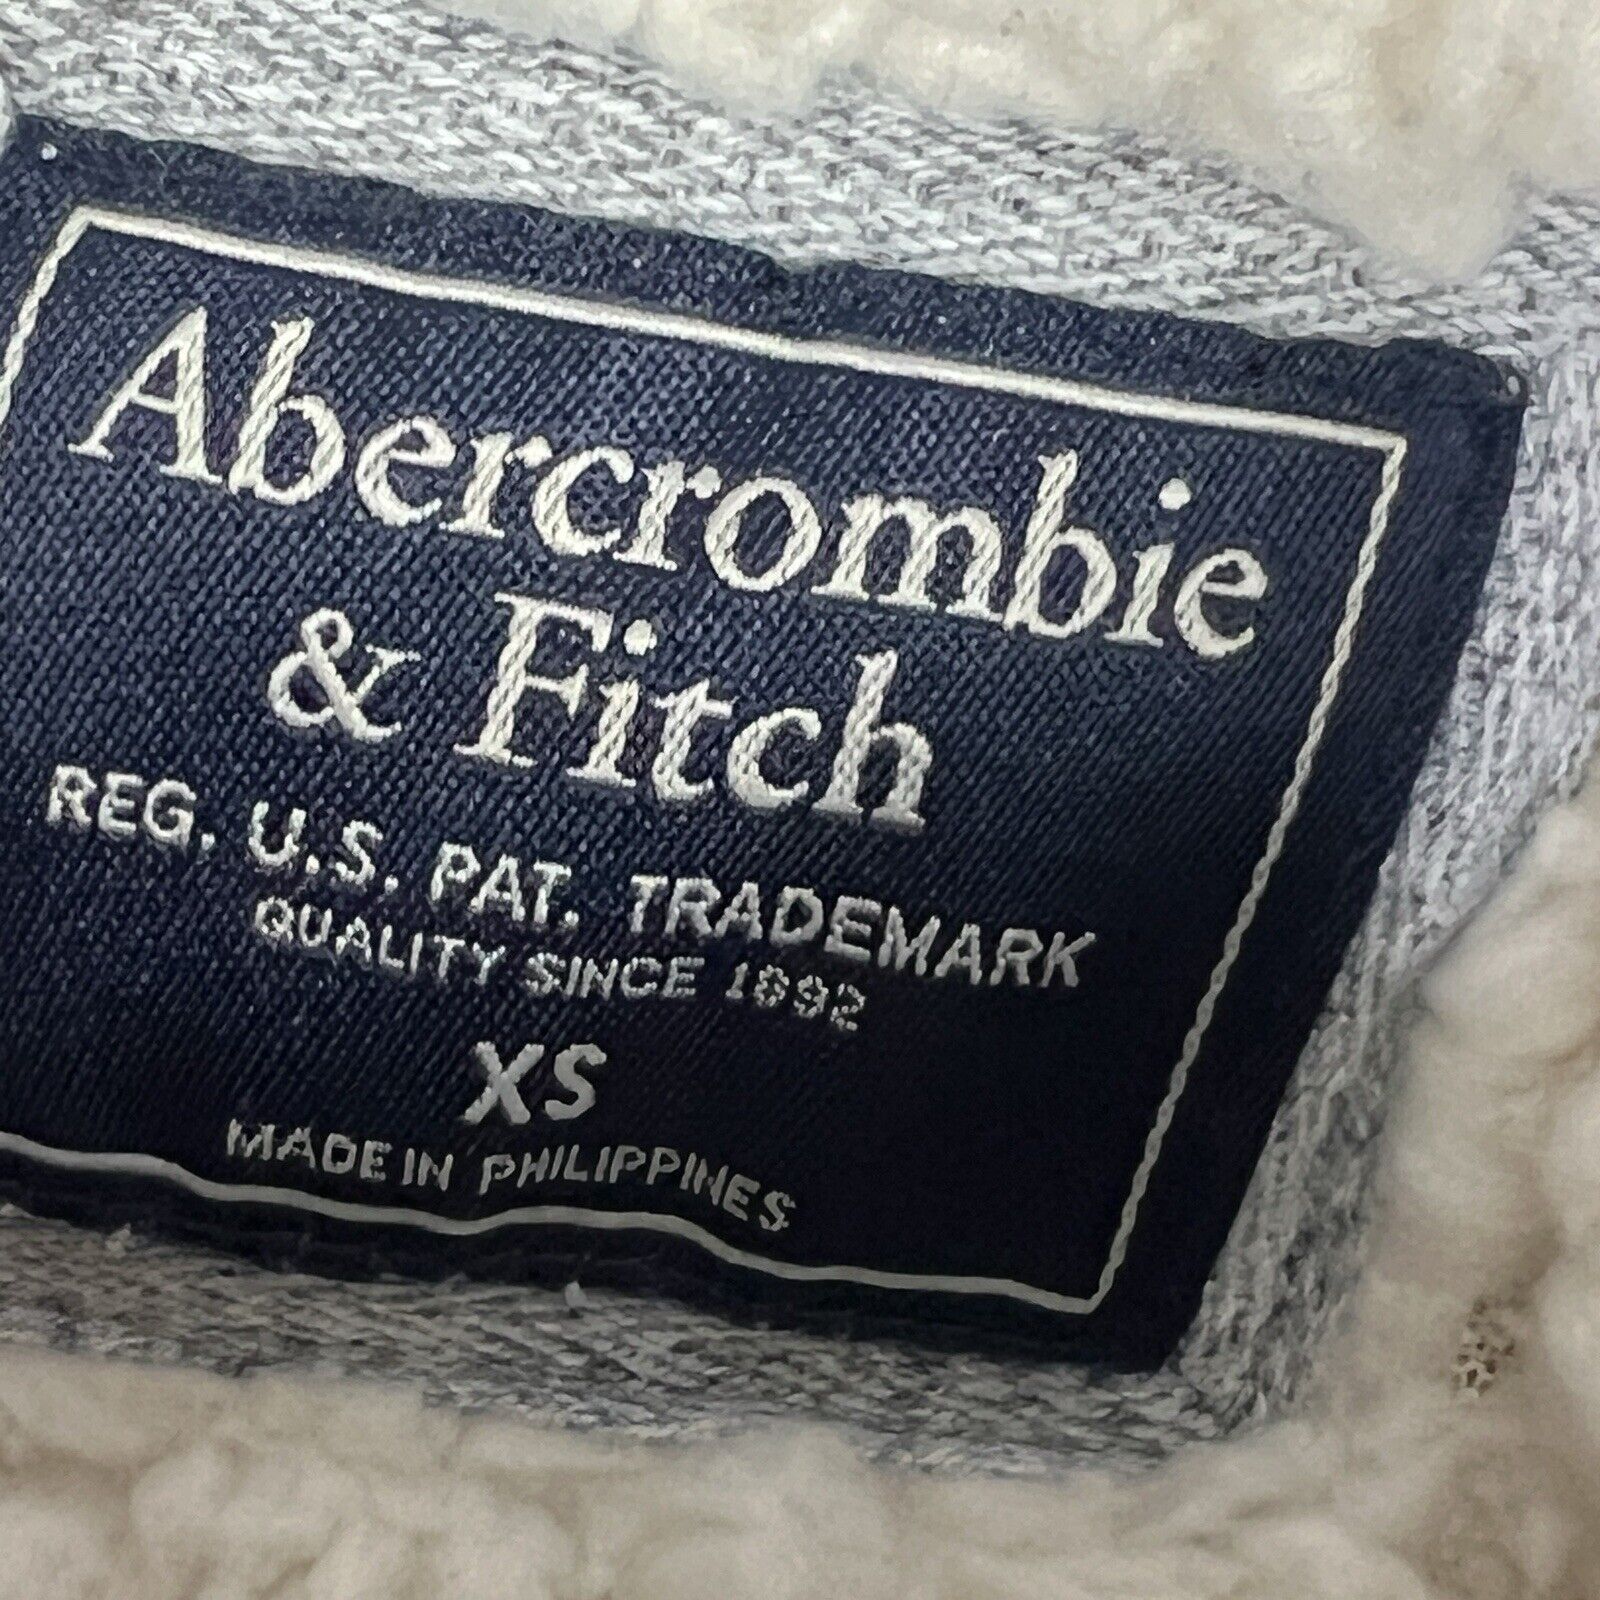 Abercrombie
& Fitch
REG. U.S. PAT. TRADEMARK
QUALITY SINCE 1892
XS
MADE IN PHILIPPINES